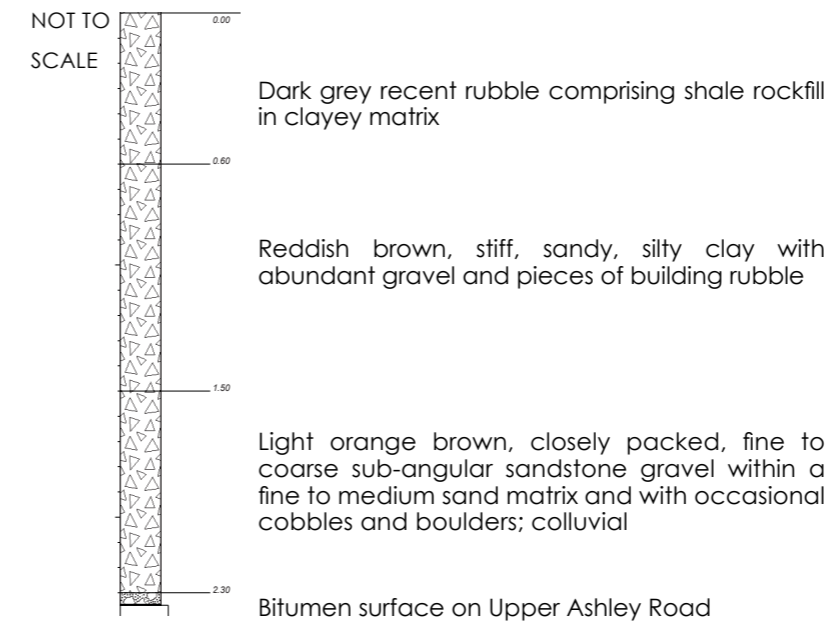 NOT TO
SCALE
0.00
Dark grey recent rubble comprising shale rockfill
in clayey matrix
0.60
Reddish brown, stiff, sandy, silty clay with
abundant gravel and pieces of building rubble
1.50
Light orange brown, closely packed, fine to
coarse sub-angular sandstone gravel within a
fine to medium sand matrix and with occasional
cobbles and boulders; colluvial
2.30
Bitumen surface on Upper Ashley Road